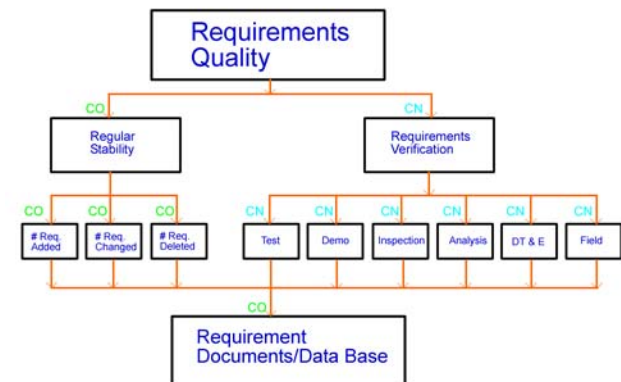 Requirements
Quality
CO
CN
Regular
Stability
Requirements
Verification
CO
CO
CO
CN
CN
CN
CN
CN
CN
# Req.
Added
# Req.
Changed
# Req.
Deleted
Test
Demo
Inspection
Analysis
DT & E
Field
CO
Requirement
Documents/Data Base